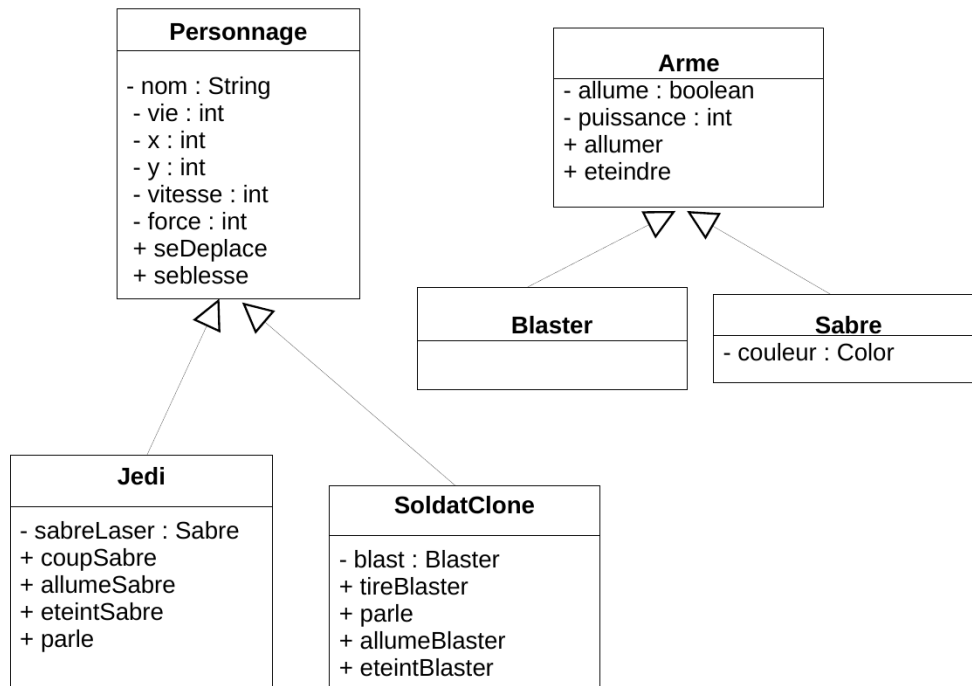 Personnage
- nom : String
- vie : int
- x : int
- y : int
- vitesse : int
- force : int
+ seDeplace
+ seblesse
Arme
- allume : boolean
- puissance : int
+ allumer
+ eteindre
Blaster
Sabre
- couleur : Color
Jedi
- sabreLaser : Sabre
+ coupSabre
+ allumeSabre
+ eteintSabre
+ parle
SoldatClone
- blast : Blaster
+ tireBlaster
+ parle
+ allumeBlaster
+ eteintBlaster